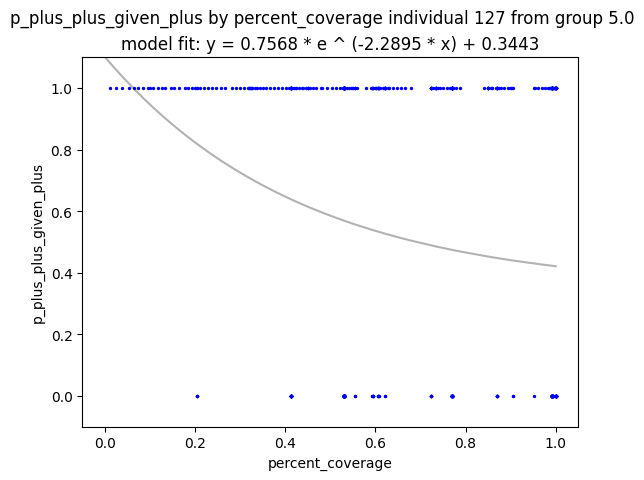 p_plus_plus_given_plus by percent_coverage individual 127 from group 5.0
model fit: y = 0.7568 * e ^ (-2.2895 * x) + 0.3443
p_plus_plus_given_plus
1.0
0.8
0.6
0.4
0.2
0.0
0.0 0.2 0.4 0.6 0.8 1.0
percent_coverage